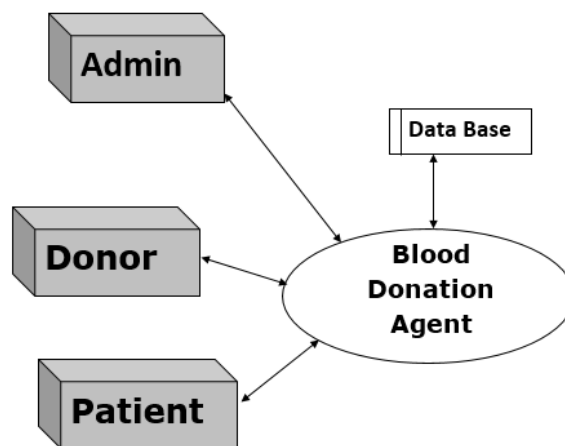 Admin
Data Base
Donor
Blood
Donation
Agent
Patient